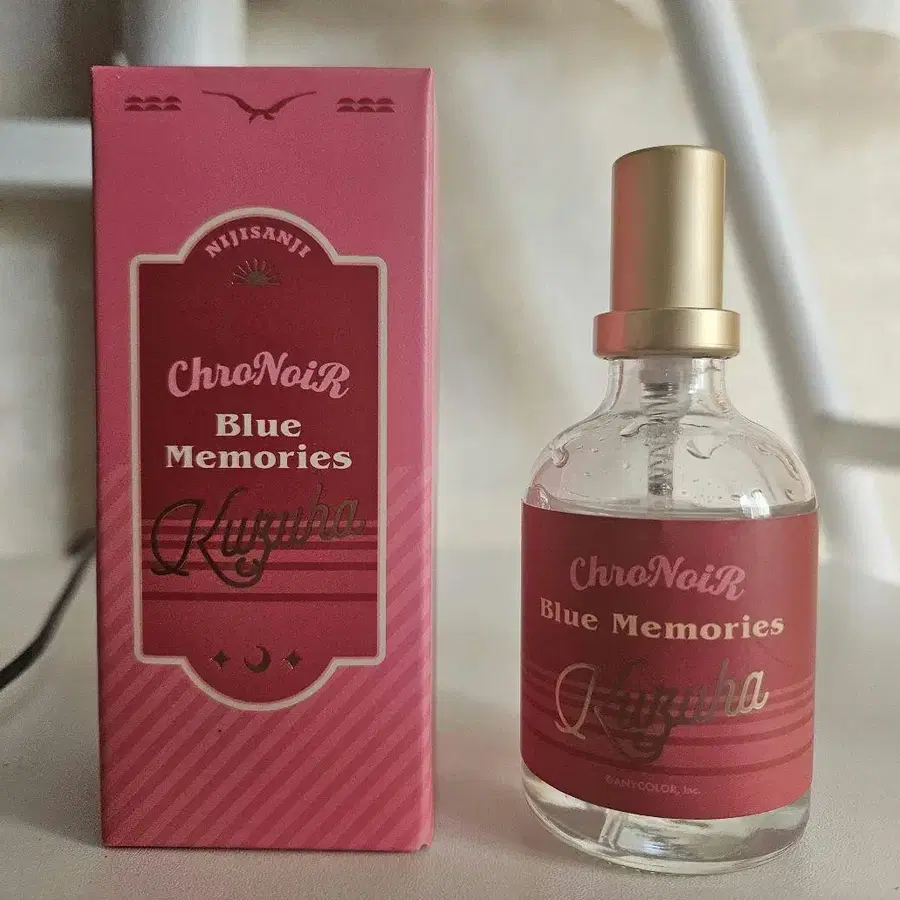 NIJISANJI
ChroNoiR
Blue
Memories
Kuzuha
ChroNoiR
Blue Memories
Kuzuha
©ANYCOLOR, Inc.